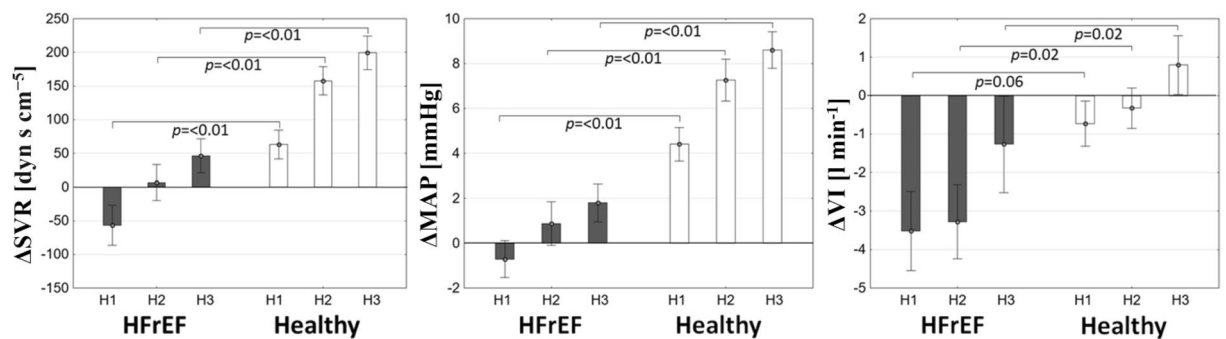 ΔSVR [dyn s cm⁻⁵]
250
200
150
100
50
0
-50
-100
-150
p=<0.01
p=<0.01
p=<0.01
H1 H2 H3 H1 H2 H3
HFrEF Healthy
ΔMAP [mmHg]
10
8
6
4
2
0
-2
p=<0.01
p=<0.01
p=<0.01
H1 H2 H3 H1 H2 H3
HFrEF Healthy
ΔVI [l min⁻¹]
2
1
0
-1
-2
-3
-4
-5
p=0.02
p=0.02
p=0.06
H1 H2 H3 H1 H2 H3
HFrEF Healthy